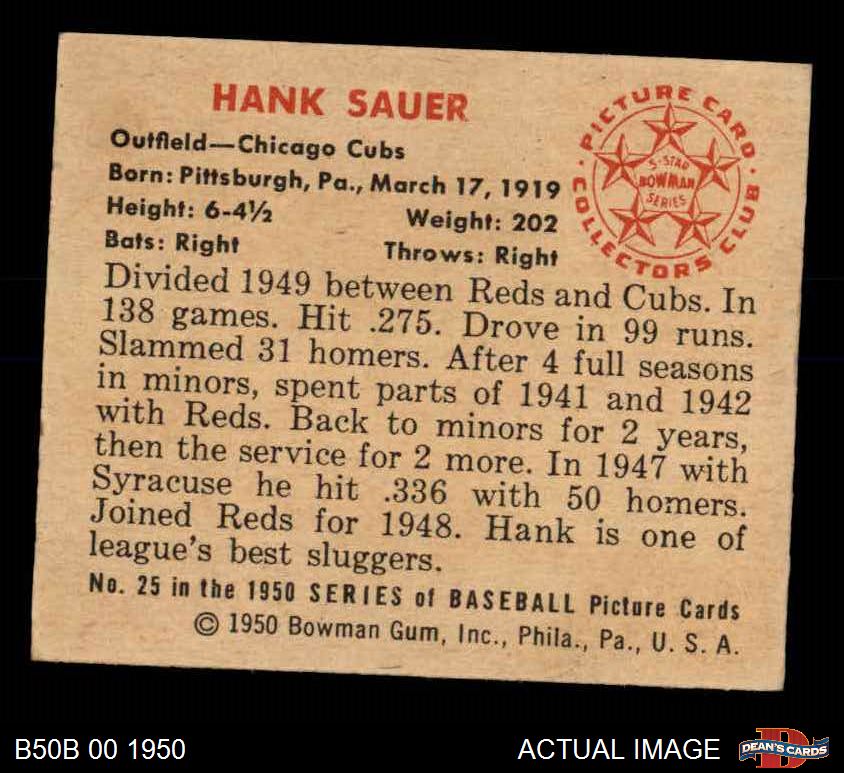 HANK SAUER
Outfield—Chicago Cubs
Born: Pittsburgh, Pa., March 17, 1919
Height: 6-4½ Weight: 202
Bats: Right Throws: Right
PICTURE CARD
COLLECTORS CLUB
5-STAR
BOWMAN
SERIES
Divided 1949 between Reds and Cubs. In
138 games. Hit .275. Drove in 99 runs.
Slammed 31 homers. After 4 full seasons
in minors, spent parts of 1941 and 1942
with Reds. Back to minors for 2 years,
then the service for 2 more. In 1947 with
Syracuse he hit .336 with 50 homers.
Joined Reds for 1948. Hank is one of
league's best sluggers.
No. 25 in the 1950 SERIES of BASEBALL Picture Cards
© 1950 Bowman Gum, Inc., Phila., Pa., U. S. A.
B50B 00 1950
ACTUAL IMAGE
D
DEAN'S CARDS